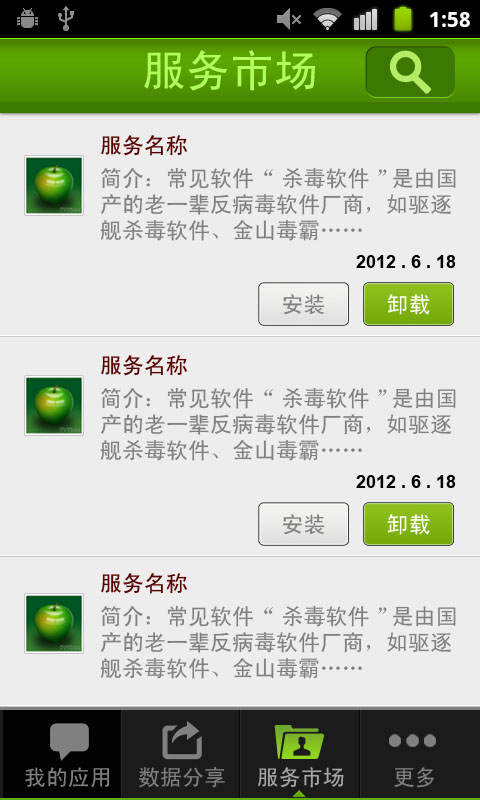 1:58
服务市场
服务名称
简介：常见软件“ 杀毒软件 ”是由国
产的老一辈反病毒软件厂商，如驱逐
舰杀毒软件、金山毒霸……
2012 . 6 . 18
安装 卸载
服务名称
简介：常见软件“ 杀毒软件 ”是由国
产的老一辈反病毒软件厂商，如驱逐
舰杀毒软件、金山毒霸……
2012 . 6 . 18
安装 卸载
服务名称
简介：常见软件“ 杀毒软件 ”是由国
产的老一辈反病毒软件厂商，如驱逐
舰杀毒软件、金山毒霸……
我的应用 数据分享 服务市场 更多